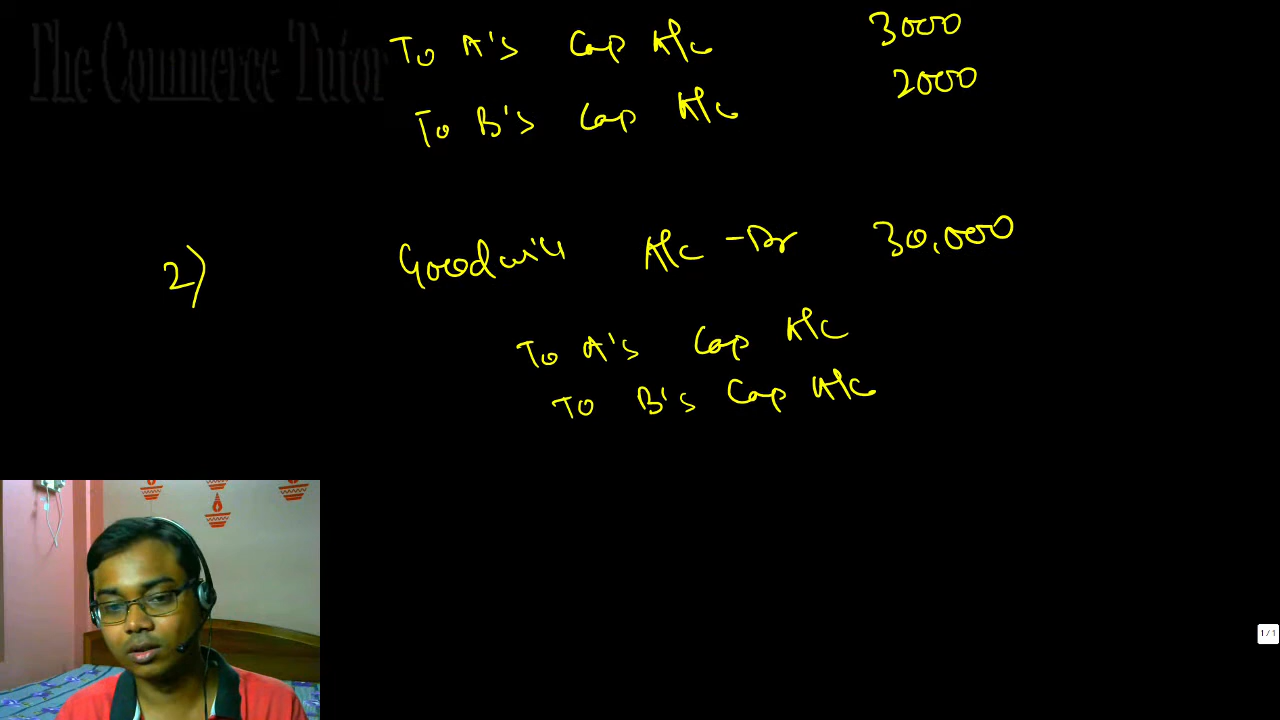 The Commerce Tutor
To A's Cap A/c 3000
To B's Cap A/c 2000
2) Goodwill A/c - Dr 30,000
To A's Cap A/c
To B's Cap A/c
1/1